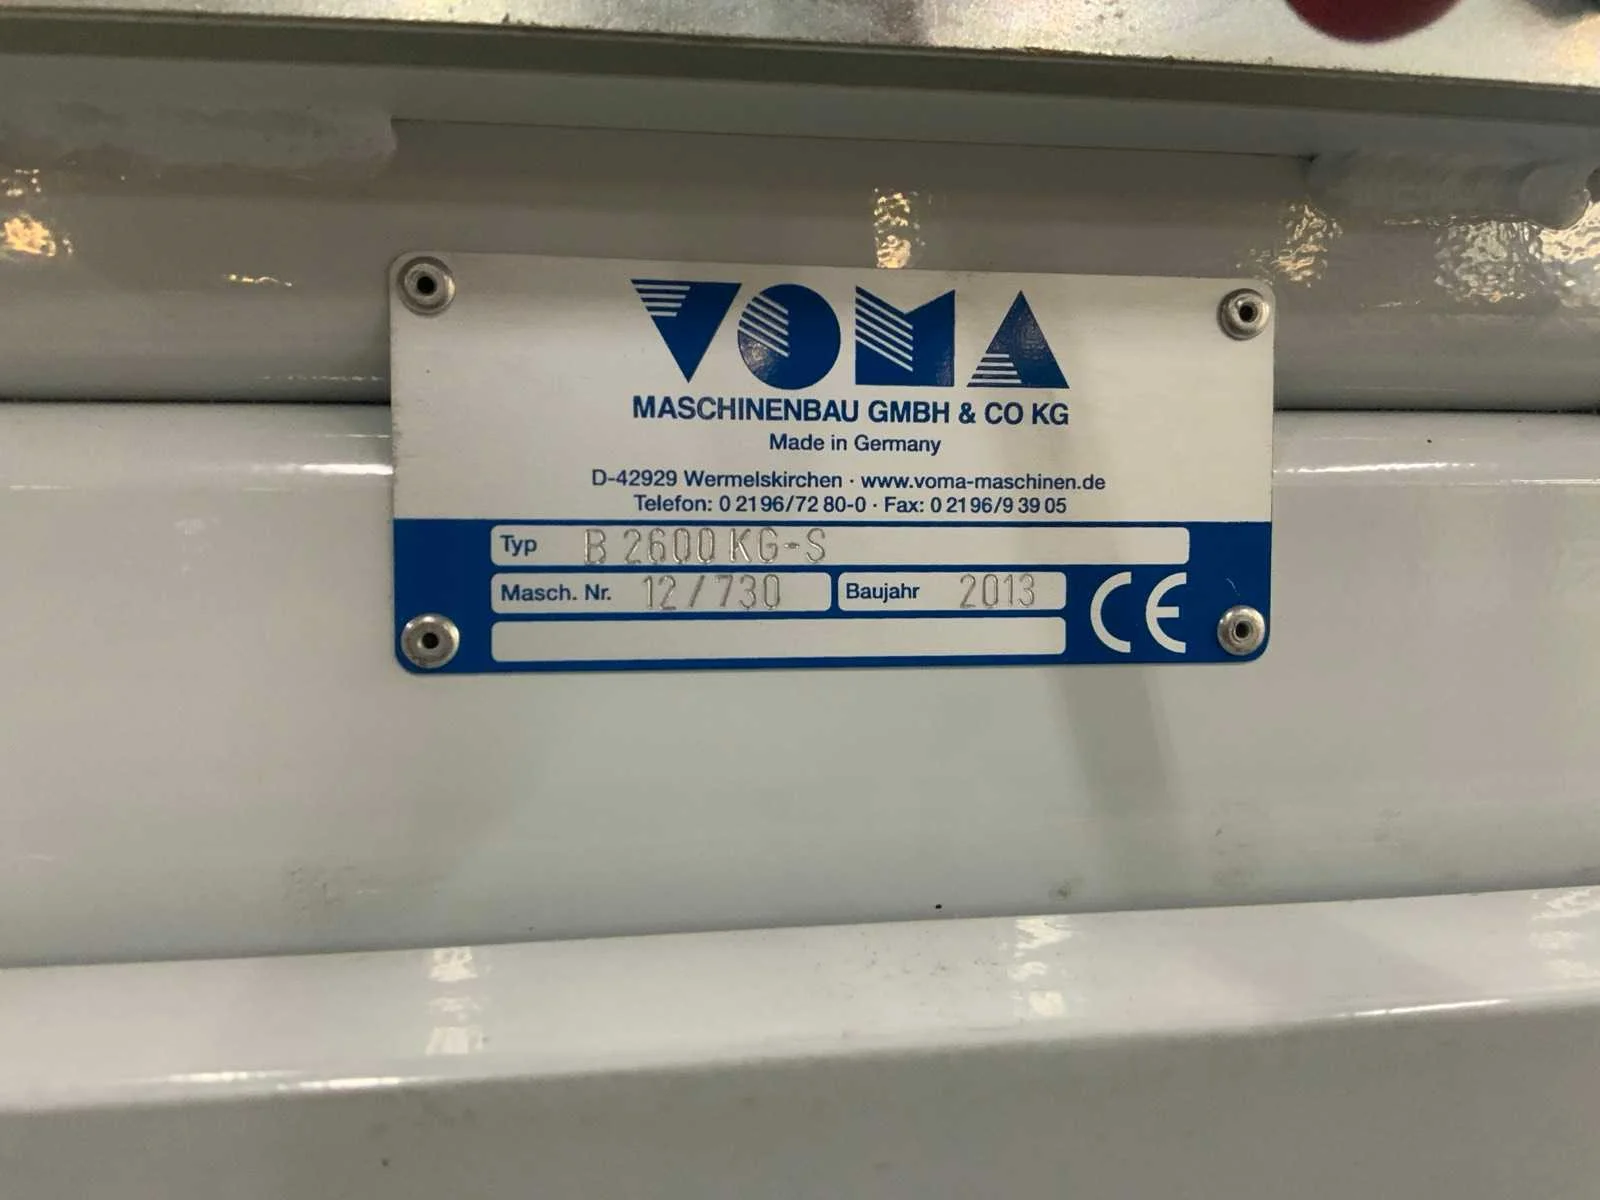 VOMA
MASCHINENBAU GMBH & CO KG
Made in Germany
D-42929 Wermelskirchen · www.voma-maschinen.de
Telefon: 0 21 96/72 80-0 · Fax: 0 21 96/9 39 05
Typ B 2600 KG-S
Masch. Nr. 12/730 Baujahr 2013 CE